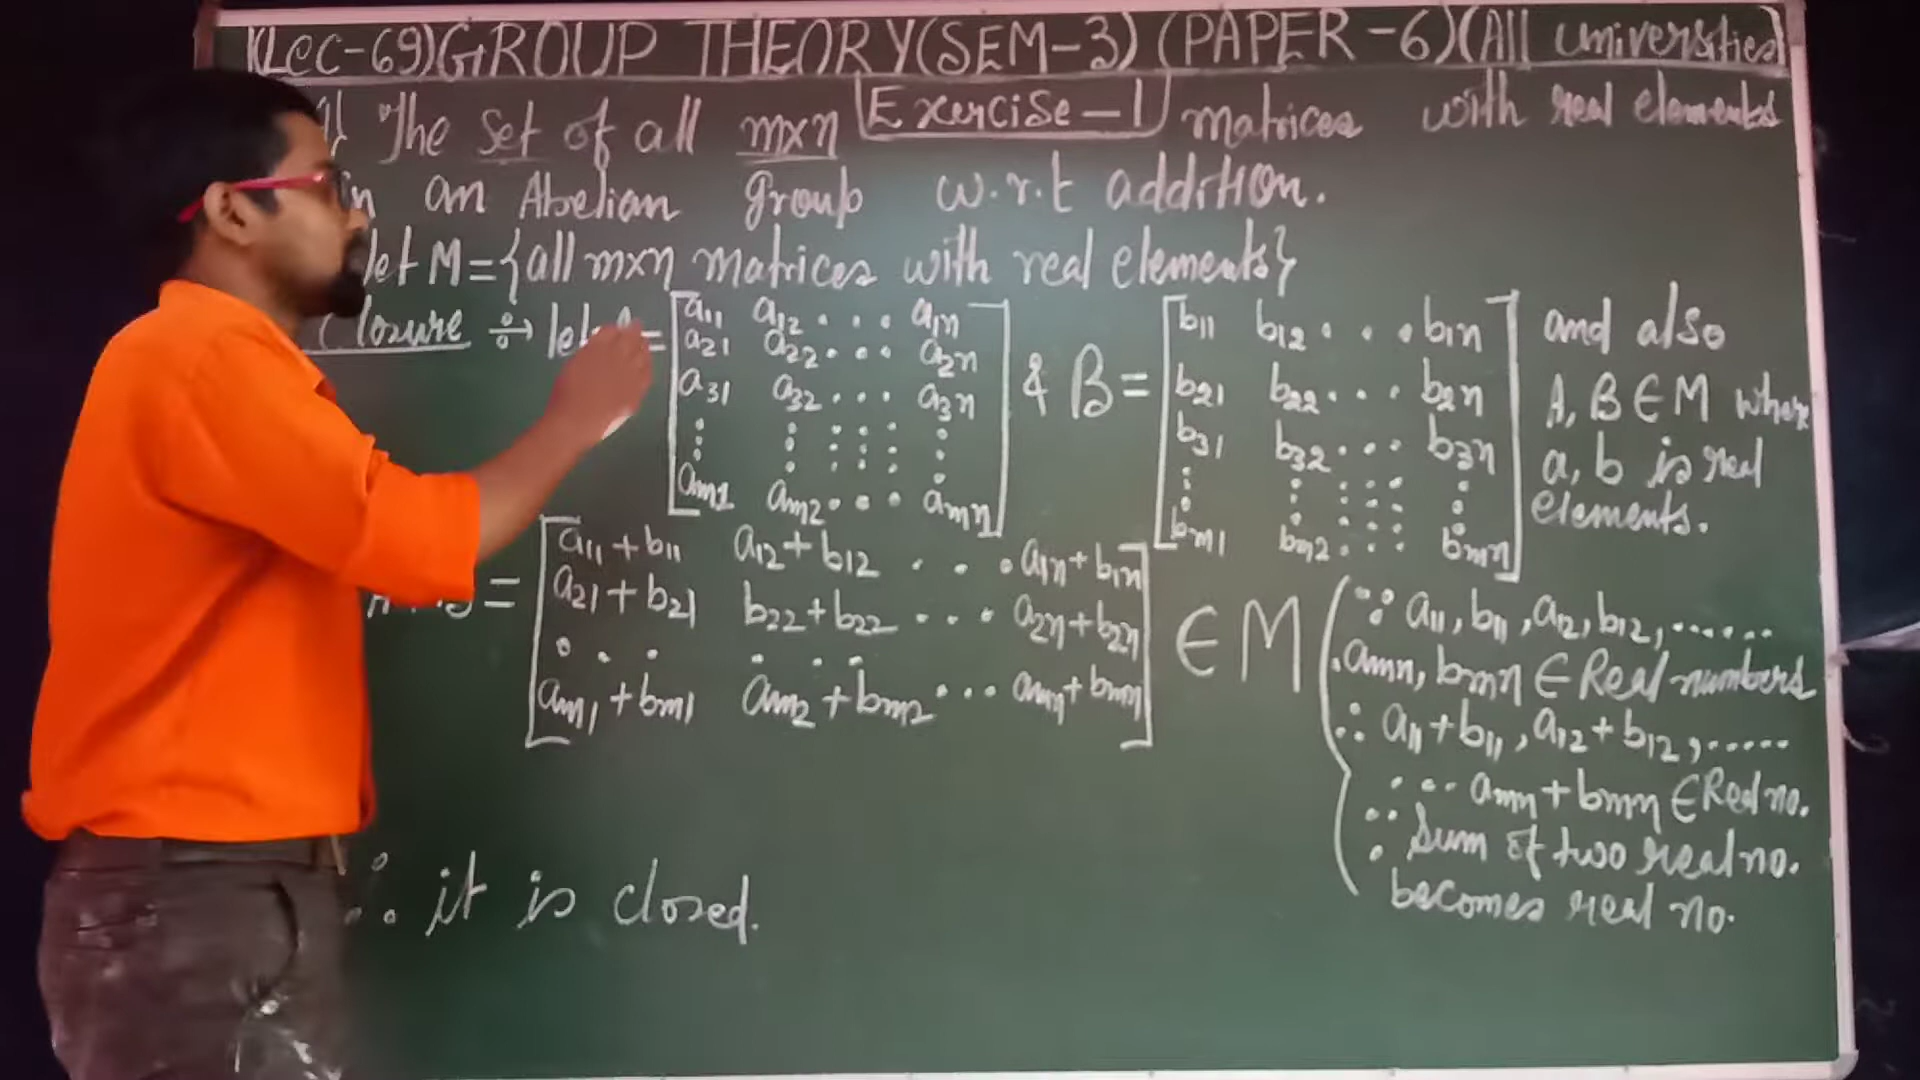 (Lec-69) GROUP THEORY (SEM-3) (PAPER-6) (All universities)
Exercise-1
The Set of all m×n matrices with real elements
an Abelian group w.r.t addition.
let M = {all m×n matrices with real elements}
Closure ÷→ let =
a11 a12 . . . a1n
a21 a22 . . . a2n
a31 a32 . . . a3n
am1 am2 . . . amn
& B =
b11 b12 . . . b1n
b21 b22 . . . b2n
b31 b32 . . . b3n
bm1 bm2 . . . bmn
and also
A, B ∈ M where
a, b is real
elements.
=
a11+b11 a12+b12 . . . a1n+b1n
a21+b21 b22+b22 . . . a2n+b2n
. . . . . .
am1+bm1 am2+bm2 . . . amn+bmn
∈ M
∵ a11, b11, a12, b12, ......
amn, bmn ∈ Real numbers
∴ a11+b11, a12+b12, .....
... amn+bmn ∈ Real no.
∵ Sum of two real no.
becomes real no.
∴ it is closed.